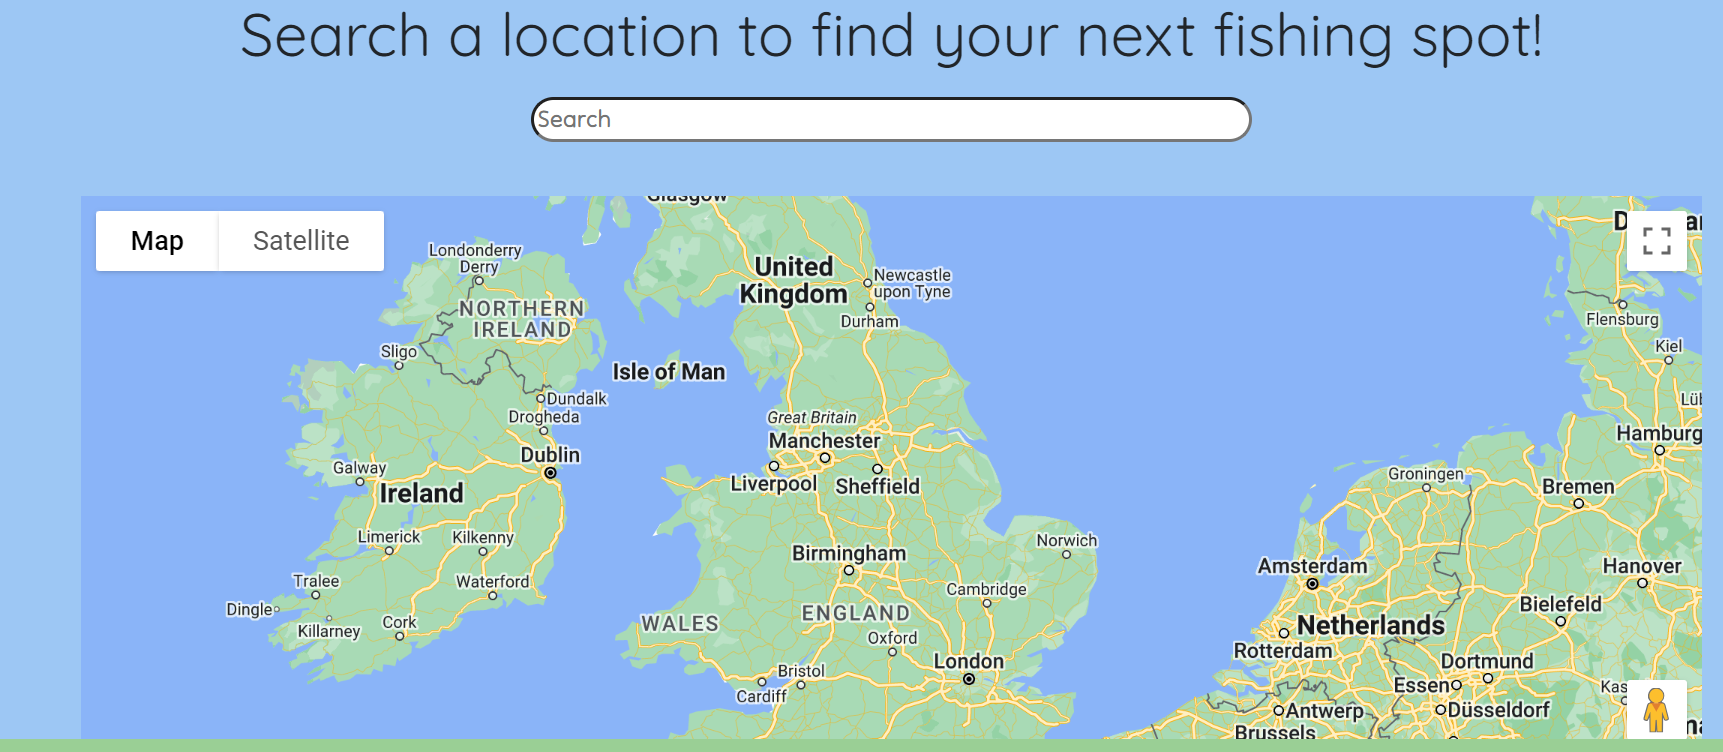 Search a location to find your next fishing spot!
Search
Glasgow
Map
Satellite
Londonderry
Derry
United
Kingdom
Newcastle
upon Tyne
NORTHERN
IRELAND
Durham
Flensburg
Sligo
Kiel
Isle of Man
Dundalk
Drogheda
Great Britain
Manchester
Hamburg
Dublin
Galway
Ireland
Liverpool
Sheffield
Groningen
Bremen
Limerick
Kilkenny
Norwich
Birmingham
Amsterdam
Hanover
Tralee
Waterford
Cambridge
Bielefeld
Dingle
Killarney
Cork
WALES
ENGLAND
Oxford
Netherlands
Rotterdam
London
Dortmund
Bristol
Cardiff
Essen
Kas
Antwerp
Düsseldorf
Brussels